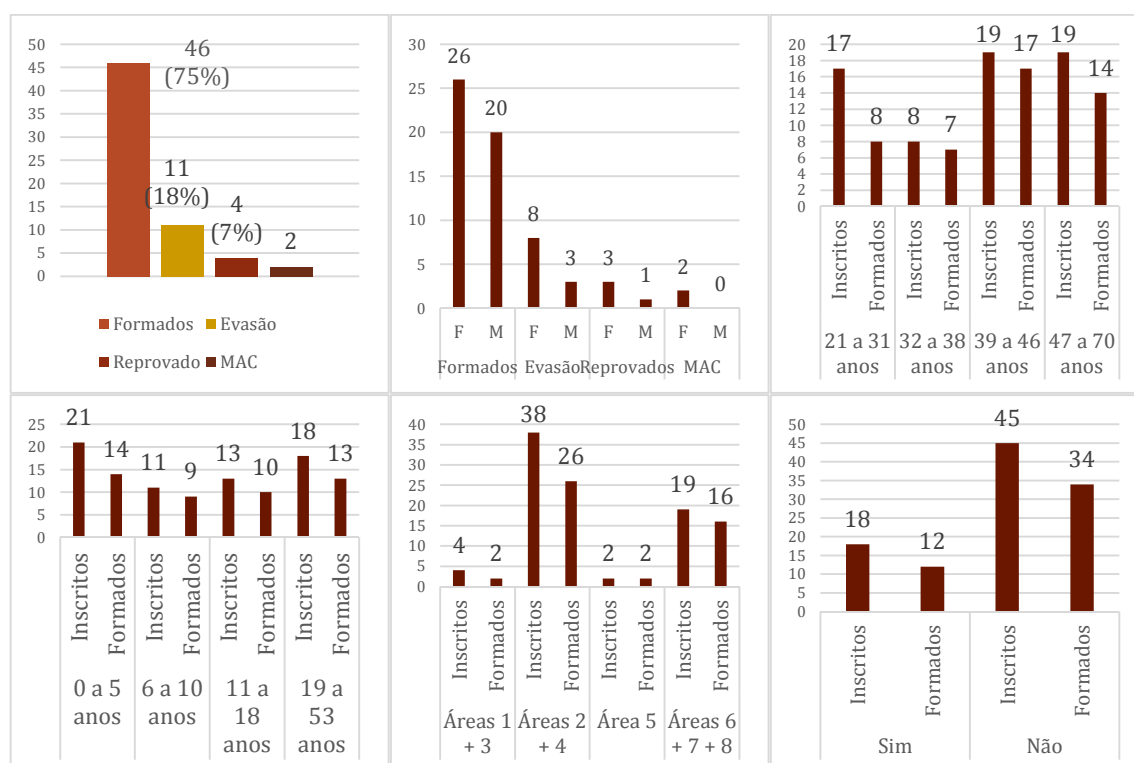 50
45
40
35
30
25
20
15
10
5
0
46
(75%)
11
(18%)
4
(7%)
2
Formados
Evasão
Reprovado
MAC
30
25
20
15
10
5
0
26
20
8
3
3
1
2
0
F M F M F M F M
Formados Evasão Reprovados MAC
20
18
16
14
12
10
8
6
4
2
0
17
8
8
7
19
17
19
14
Inscritos
Formados
Inscritos
Formados
Inscritos
Formados
Inscritos
Formados
21 a 31
anos
32 a 38
anos
39 a 46
anos
47 a 70
anos
25
20
15
10
5
0
21
14
11
9
13
10
18
13
Inscritos
Formados
Inscritos
Formados
Inscritos
Formados
Inscritos
Formados
0 a 5
anos
6 a 10
anos
11 a
18
anos
19 a
53
anos
40
35
30
25
20
15
10
5
0
4
2
38
26
2
2
19
16
Inscritos
Formados
Inscritos
Formados
Inscritos
Formados
Inscritos
Formados
Áreas 1
+ 3
Áreas 2
+ 4
Área 5
Áreas 6
+ 7 + 8
50
45
40
35
30
25
20
15
10
5
0
18
12
45
34
Inscritos
Formados
Inscritos
Formados
Sim
Não